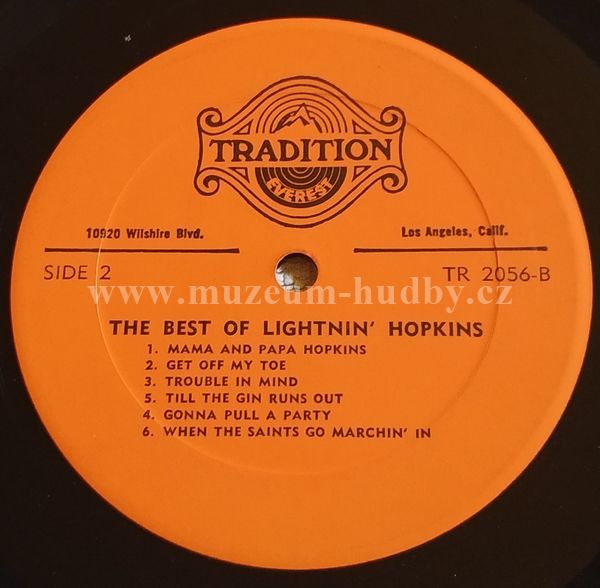 TRADITION
EVEREST
10920 Wilshire Blvd. Los Angeles, Calif.
SIDE 2 TR 2056-B
www.muzeum-hudby.cz
THE BEST OF LIGHTNIN' HOPKINS
1. MAMA AND PAPA HOPKINS
2. GET OFF MY TOE
3. TROUBLE IN MIND
5. TILL THE GIN RUNS OUT
4. GONNA PULL A PARTY
6. WHEN THE SAINTS GO MARCHIN' IN